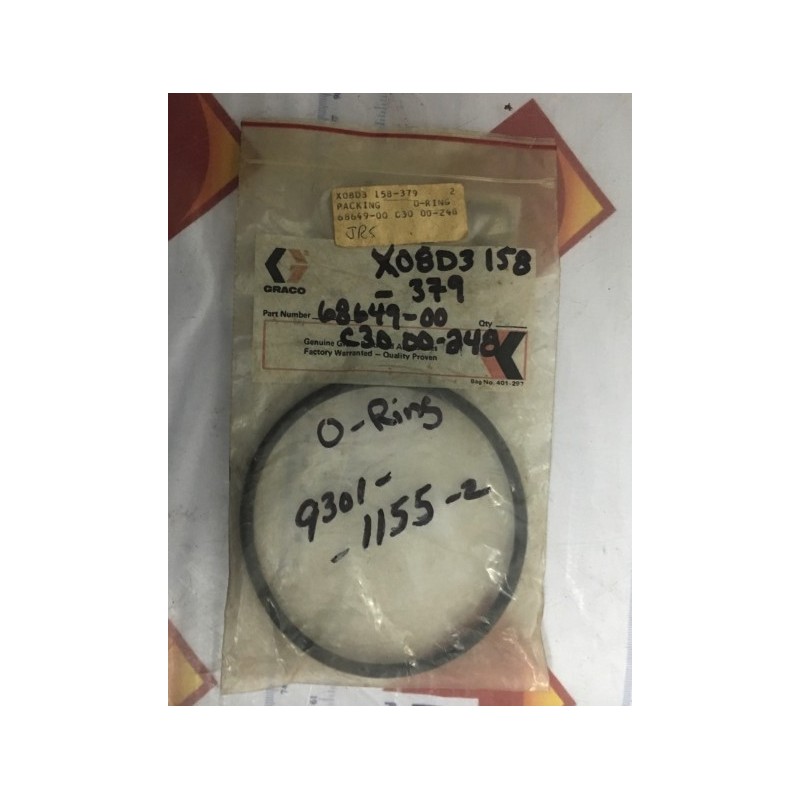 X08D3 158-379 2
PACKING O-RING
68649-00 C30 00-248
JRS
GRACO
X08D3 158
- 379
Part Number 68649-00
Qty
C30 00-248
Genuine
Factory Warranted — Quality Proven
Bag No. 401-297
O-Ring
9301-
-1155-2